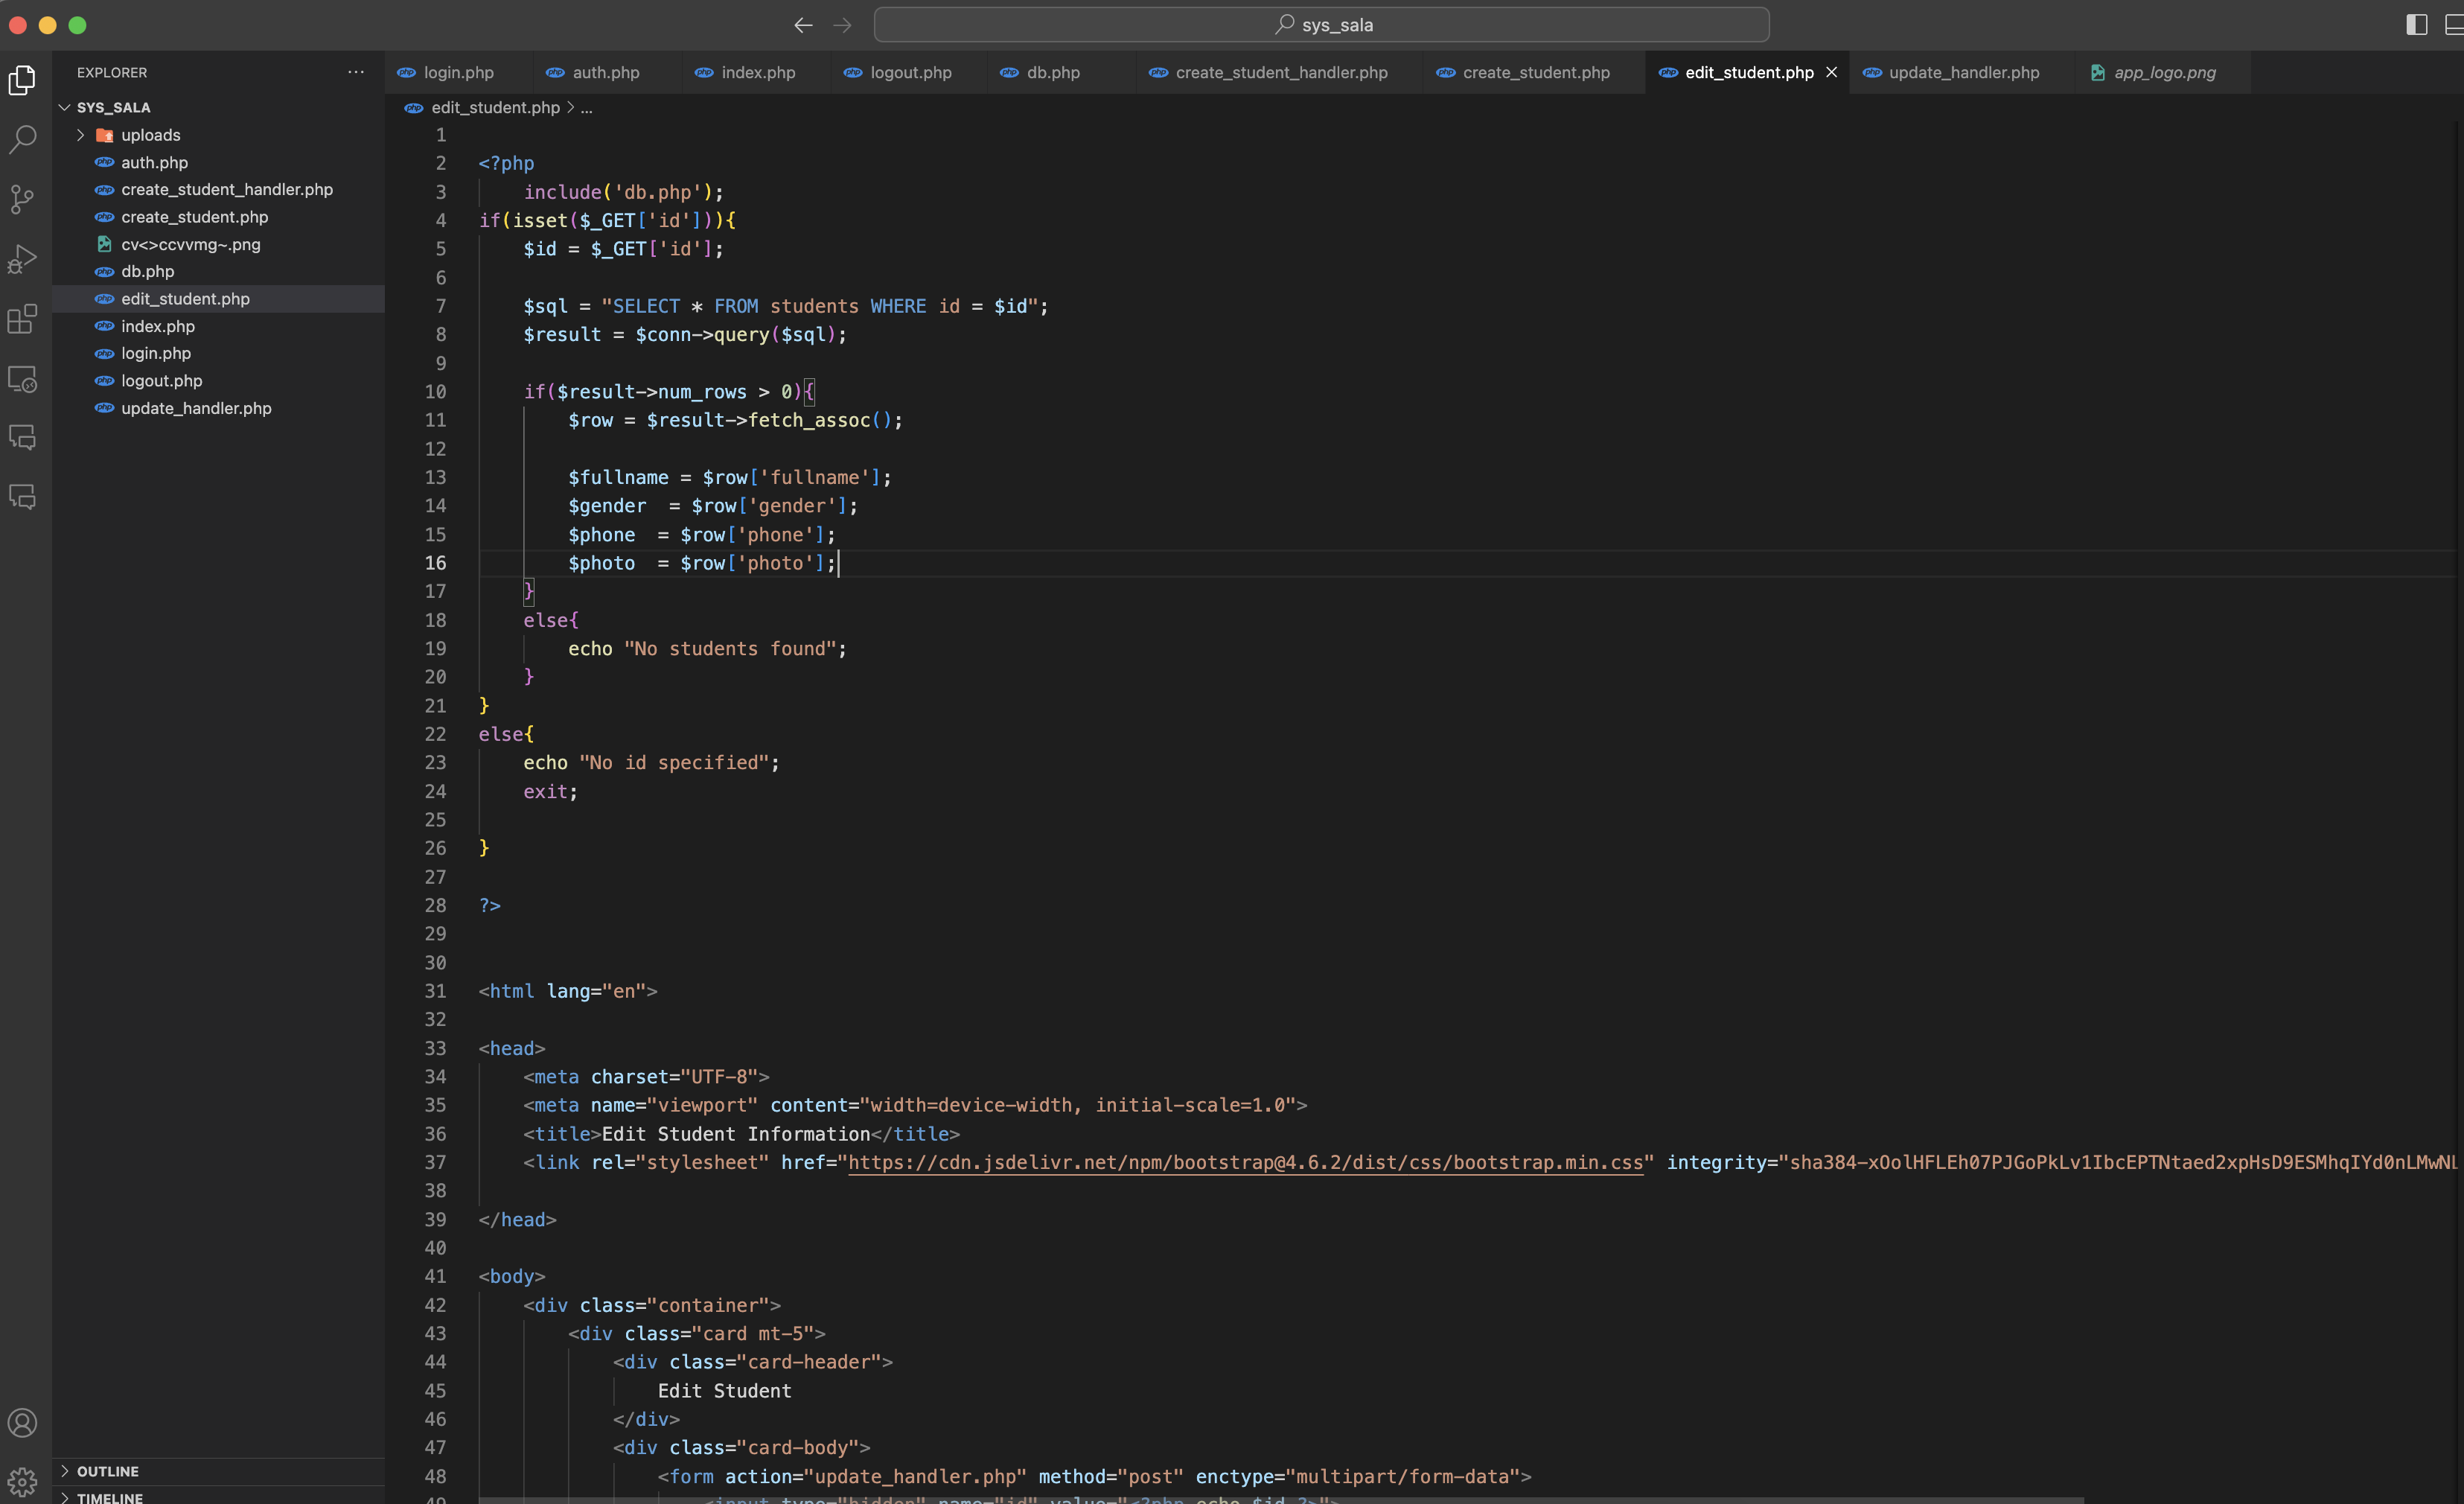 sys_sala
EXPLORER
SYS_SALA
uploads
auth.php
create_student_handler.php
create_student.php
cv<>ccvvmg~.png
db.php
edit_student.php
index.php
login.php
logout.php
update_handler.php
OUTLINE
TIMELINE
login.php auth.php index.php logout.php db.php create_student_handler.php create_student.php edit_student.php update_handler.php app_logo.png
edit_student.php > ...
1
2 <?php
3     include('db.php');
4 if(isset($_GET['id'])){
5     $id = $_GET['id'];
6
7     $sql = "SELECT * FROM students WHERE id = $id";
8     $result = $conn->query($sql);
9
10     if($result->num_rows > 0){
11         $row = $result->fetch_assoc();
12
13         $fullname = $row['fullname'];
14         $gender  = $row['gender'];
15         $phone  = $row['phone'];
16         $photo  = $row['photo'];
17     }
18     else{
19         echo "No students found";
20     }
21 }
22 else{
23     echo "No id specified";
24     exit;
25
26 }
27
28 ?>
29
30
31 <html lang="en">
32
33 <head>
34     <meta charset="UTF-8">
35     <meta name="viewport" content="width=device-width, initial-scale=1.0">
36     <title>Edit Student Information</title>
37     <link rel="stylesheet" href="https://cdn.jsdelivr.net/npm/bootstrap@4.6.2/dist/css/bootstrap.min.css" integrity="sha384-xOolHFLEh07PJGoPkLv1IbcEPTNtaed2xpHsD9ESMhqIYd0nLMwNL
38
39 </head>
40
41 <body>
42     <div class="container">
43         <div class="card mt-5">
44             <div class="card-header">
45                 Edit Student
46             </div>
47             <div class="card-body">
48                 <form action="update_handler.php" method="post" enctype="multipart/form-data">
49                     <input type="hidden" name="id" value="<?php echo $id ?>">